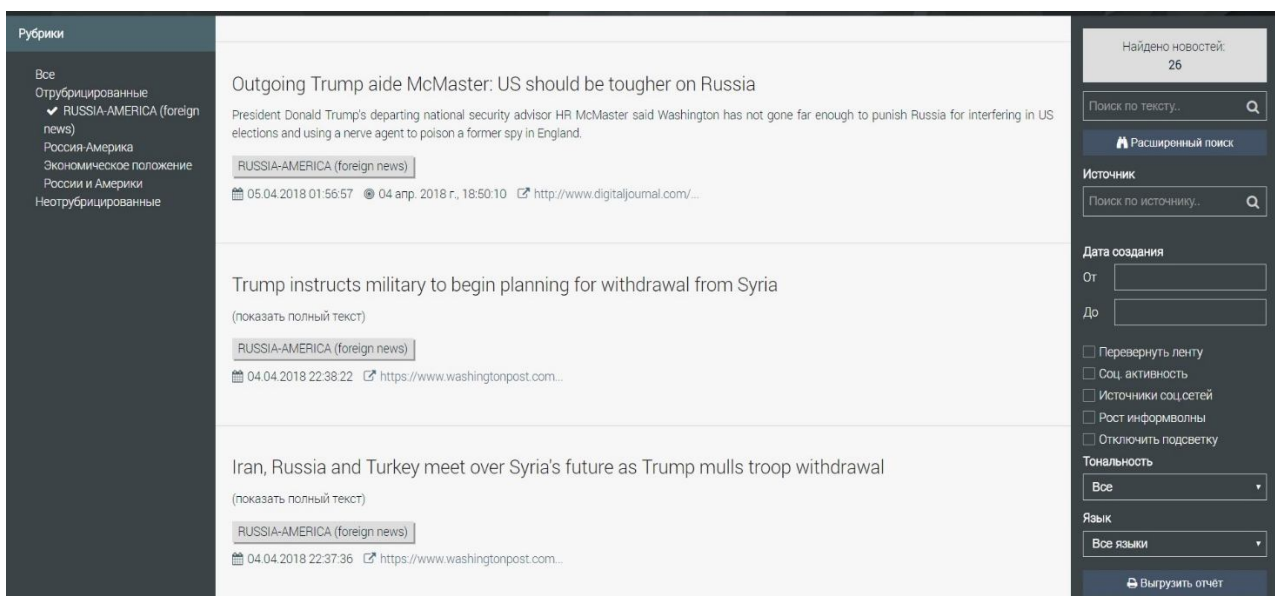 Рубрики
Все
Отрубрицированные
RUSSIA-AMERICA (foreign
news)
Россия-Америка
Экономическое положение
России и Америки
Неотрубрицированные
Outgoing Trump aide McMaster: US should be tougher on Russia
President Donald Trump's departing national security advisor HR McMaster said Washington has not gone far enough to punish Russia for interfering in US
elections and using a nerve agent to poison a former spy in England.
RUSSIA-AMERICA (foreign news)
05.04.2018 01:56:57 04 апр. 2018 г., 18:50:10 http://www.digitaljournal.com/...
Trump instructs military to begin planning for withdrawal from Syria
(показать полный текст)
RUSSIA-AMERICA (foreign news)
04.04.2018 22:38:22 https://www.washingtonpost.com...
Iran, Russia and Turkey meet over Syria's future as Trump mulls troop withdrawal
(показать полный текст)
RUSSIA-AMERICA (foreign news)
04.04.2018 22:37:36 https://www.washingtonpost.com...
Найдено новостей:
26
Поиск по тексту..
Расширенный поиск
Источник
Поиск по источнику..
Дата создания
От
До
Перевернуть ленту
Соц. активность
Источники соц.сетей
Рост информволны
Отключить подсветку
Тональность
Все
Язык
Все языки
Выгрузить отчёт